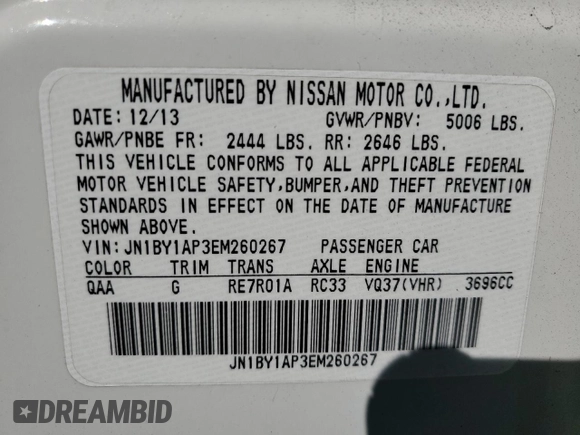 MANUFACTURED BY NISSAN MOTOR CO.,LTD.
DATE: 12/13 GVWR/PNBV: 5006 LBS.
GAWR/PNBE FR: 2444 LBS. RR: 2646 LBS.
THIS VEHICLE CONFORMS TO ALL APPLICABLE FEDERAL
MOTOR VEHICLE SAFETY,BUMPER,AND THEFT PREVENTION
STANDARDS IN EFFECT ON THE DATE OF MANUFACTURE
SHOWN ABOVE.
VIN:JN1BY1AP3EM260267 PASSENGER CAR
COLOR TRIM TRANS AXLE ENGINE
QAA G RE7R01A RC33 VQ37(VHR) 3696CC
JN1BY1AP3EM260267
DREAMBID